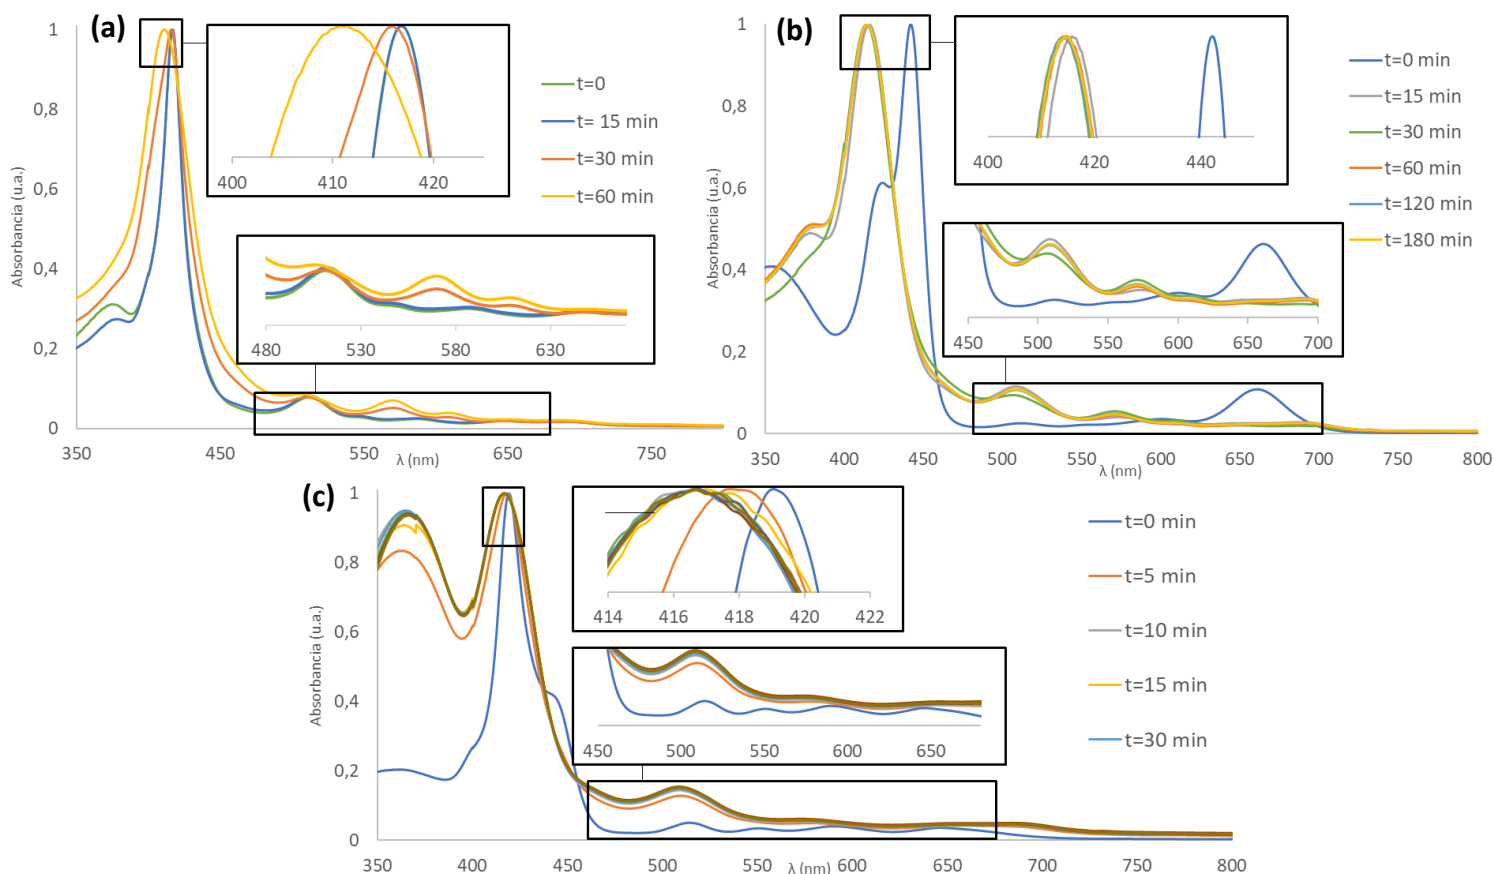 (a)
Absorbancia (u.a.)
1
0,8
0,6
0,4
0,2
0
350
450
550
650
750
λ (nm)
400
410
420
480
530
580
630
t=0
t= 15 min
t=30 min
t=60 min
(b)
Absorbancia (u.a.)
1
0,8
0,6
0,4
0,2
0
350
400
450
500
550
600
650
700
750
800
λ (nm)
400
420
440
450
500
550
600
650
700
t=0 min
t=15 min
t=30 min
t=60 min
t=120 min
t=180 min
(c)
Absorbancia (u.a.)
1
0,8
0,6
0,4
0,2
0
350
400
450
500
550
600
650
700
750
800
λ (nm)
414
416
418
420
422
450
500
550
600
650
t=0 min
t=5 min
t=10 min
t=15 min
t=30 min